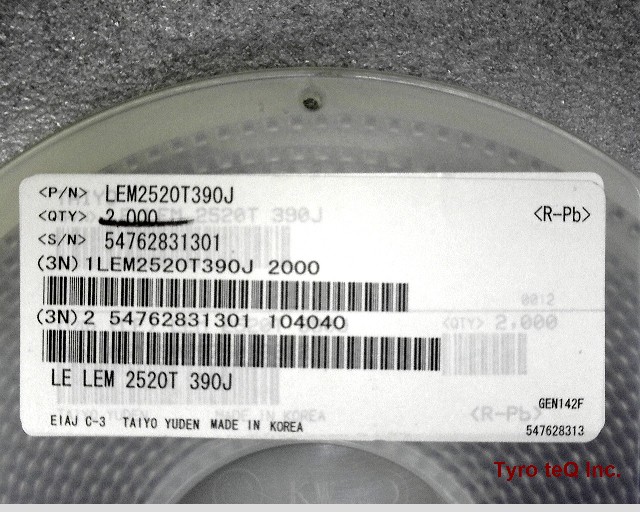 <P/N> LEM2520T390J
<QTY> 2,000
<S/N> 54762831301
<R-Pb>
(3N) 1LEM2520T390J 2000
0012
(3N) 2 54762831301 104040
<QTY> 2,000
LE LEM 2520T 390J
GEN142F
EIAJ C-3 TAIYO YUDEN MADE IN KOREA
<R-Pb>
547628313
Tyro teQ Inc.